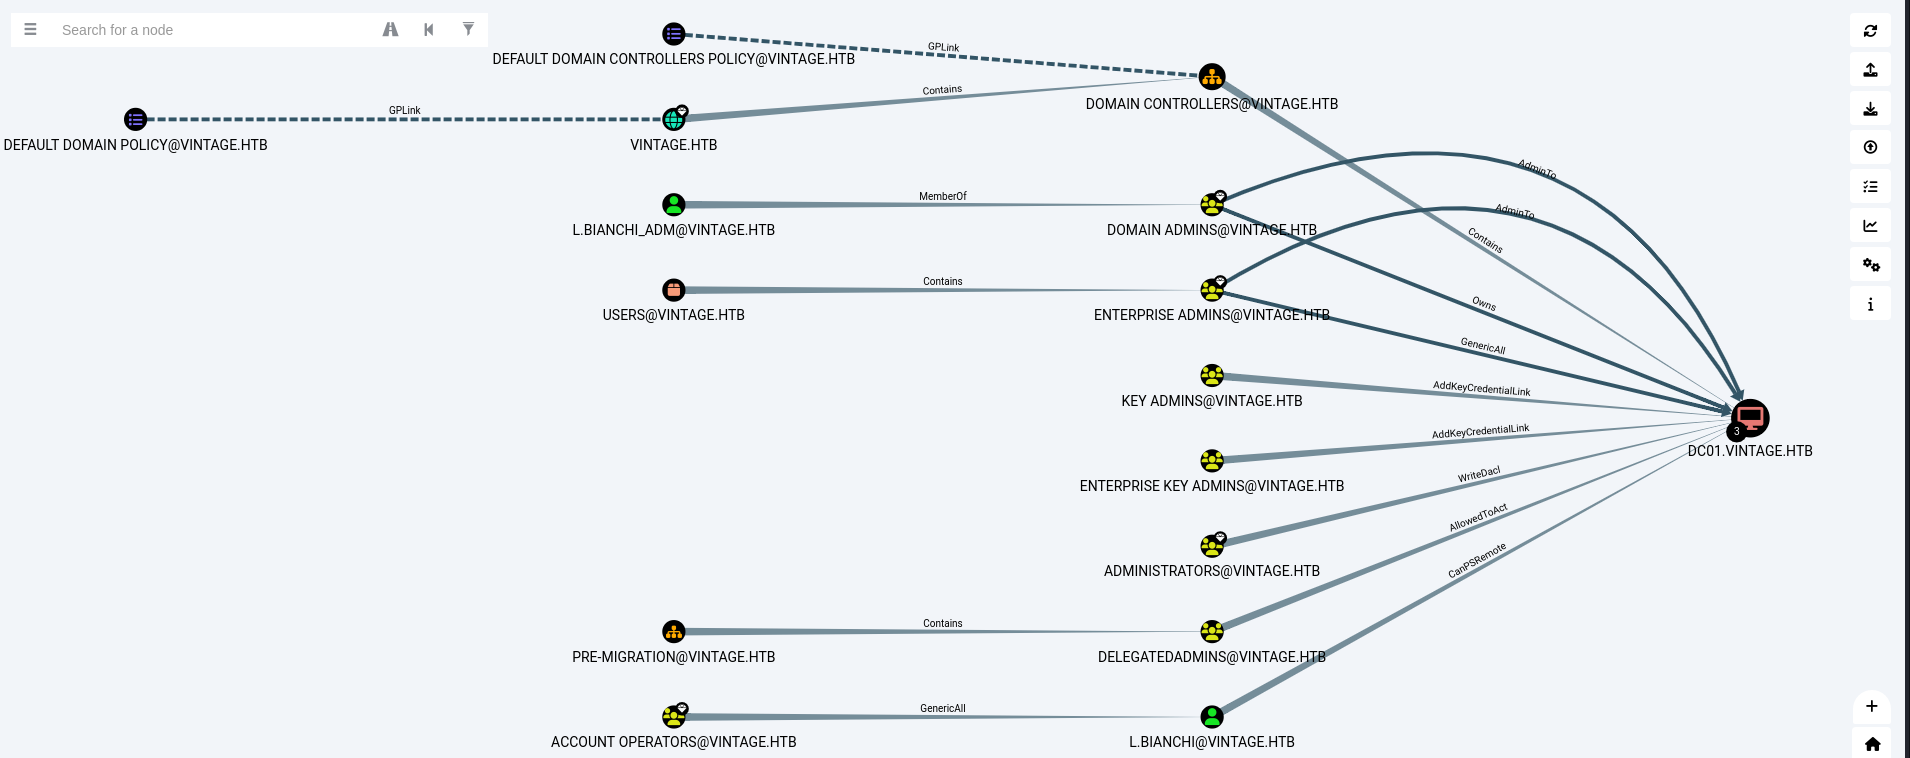 Search for a node
DEFAULT DOMAIN CONTROLLERS POLICY@VINTAGE.HTB
GPLink
DOMAIN CONTROLLERS@VINTAGE.HTB
DEFAULT DOMAIN POLICY@VINTAGE.HTB
GPLink
VINTAGE.HTB
Contains
AdminTo
L.BIANCHI_ADM@VINTAGE.HTB
MemberOf
DOMAIN ADMINS@VINTAGE.HTB
AdminTo
Contains
USERS@VINTAGE.HTB
Contains
ENTERPRISE ADMINS@VINTAGE.HTB
Owns
GenericAll
KEY ADMINS@VINTAGE.HTB
AddKeyCredentialLink
3
DC01.VINTAGE.HTB
AddKeyCredentialLink
ENTERPRISE KEY ADMINS@VINTAGE.HTB
WriteDacl
ADMINISTRATORS@VINTAGE.HTB
AllowedToAct
CanPSRemote
PRE-MIGRATION@VINTAGE.HTB
Contains
DELEGATEDADMINS@VINTAGE.HTB
ACCOUNT OPERATORS@VINTAGE.HTB
GenericAll
L.BIANCHI@VINTAGE.HTB